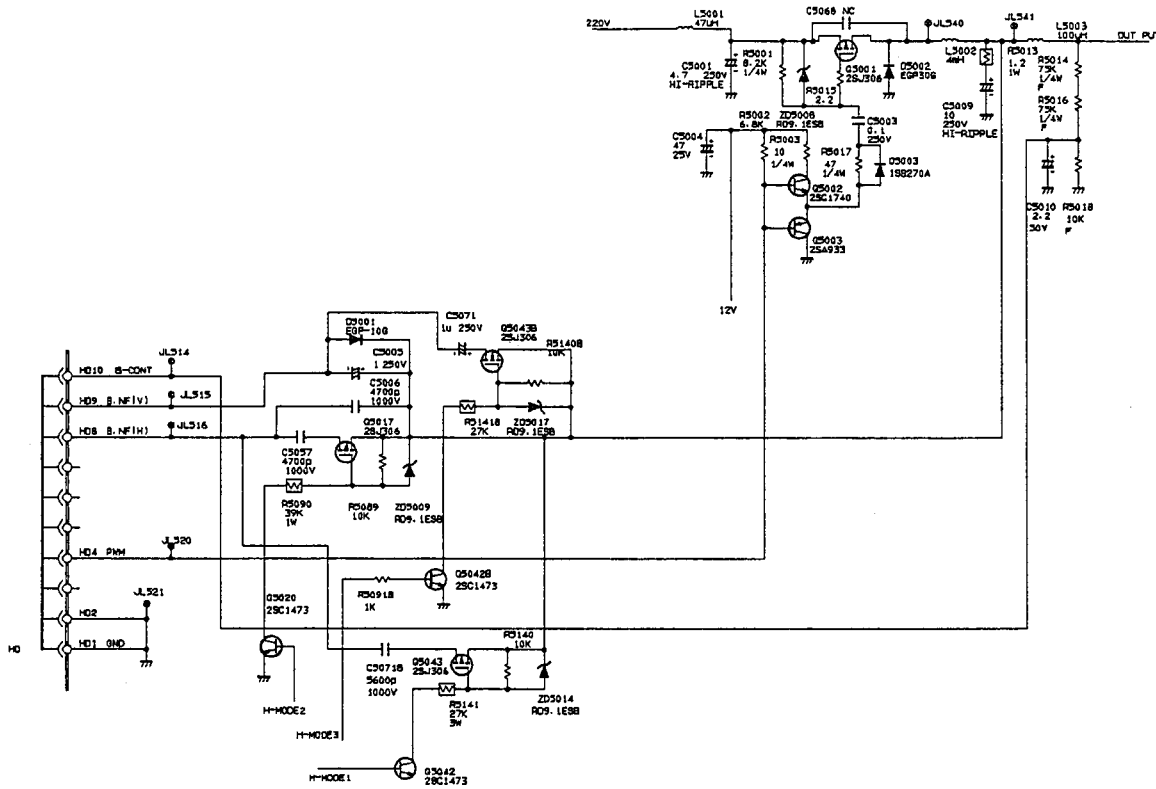 220V
L5001
47UM
C5068 NC
JL540
JL541
L5003
100uM
OUT PUT
C5001
4.7 250V
HI-RIPPLE
R5001
8.2K
1/4W
Q5001
2SJ306
D5002
EGP30G
L5002
4mH
R5013
1.2
1W
R5014
75K
1/4W
F
R5016
75K
1/4W
F
R5015
2.2
C5009
10
250V
HI-RIPPLE
R5002
6.8K
ZD5008
RD9.1ESB
C5003
0.1
250V
C5004
47
25V
R5003
10
1/4W
R5017
47
1/4W
D5003
1SS270A
Q5002
2SC1740
C5010
2.2
50V
R5018
10K
F
Q5003
2SA933
12V
D5001
EGP-10G
C5071
1u 250V
Q5043B
2SJ306
R5140B
10K
JL514
HD10 B-CONT
C5005
1 250V
JL515
HD9 B.NF(V)
C5006
4700p
1000V
JL516
HD8 B.NF(H)
Q5017
2SJ306
R5141B
27K
ZD5017
RD9.1ESB
C5057
4700p
1000V
R5090
39K
1W
R5089
10K
ZD5009
RD9.1ESB
JL520
HD4 PWM
Q5042B
2SC1473
R5091B
1K
Q5020
2SC1473
JL521
HD2
HD
HD1 GND
R5140
10K
C5071B
5600p
1000V
Q5043
2SJ306
ZD5014
RD9.1ESB
R5141
27K
3W
H-MODE2
H-MODE3
H-MODE1
Q5042
2SC1473